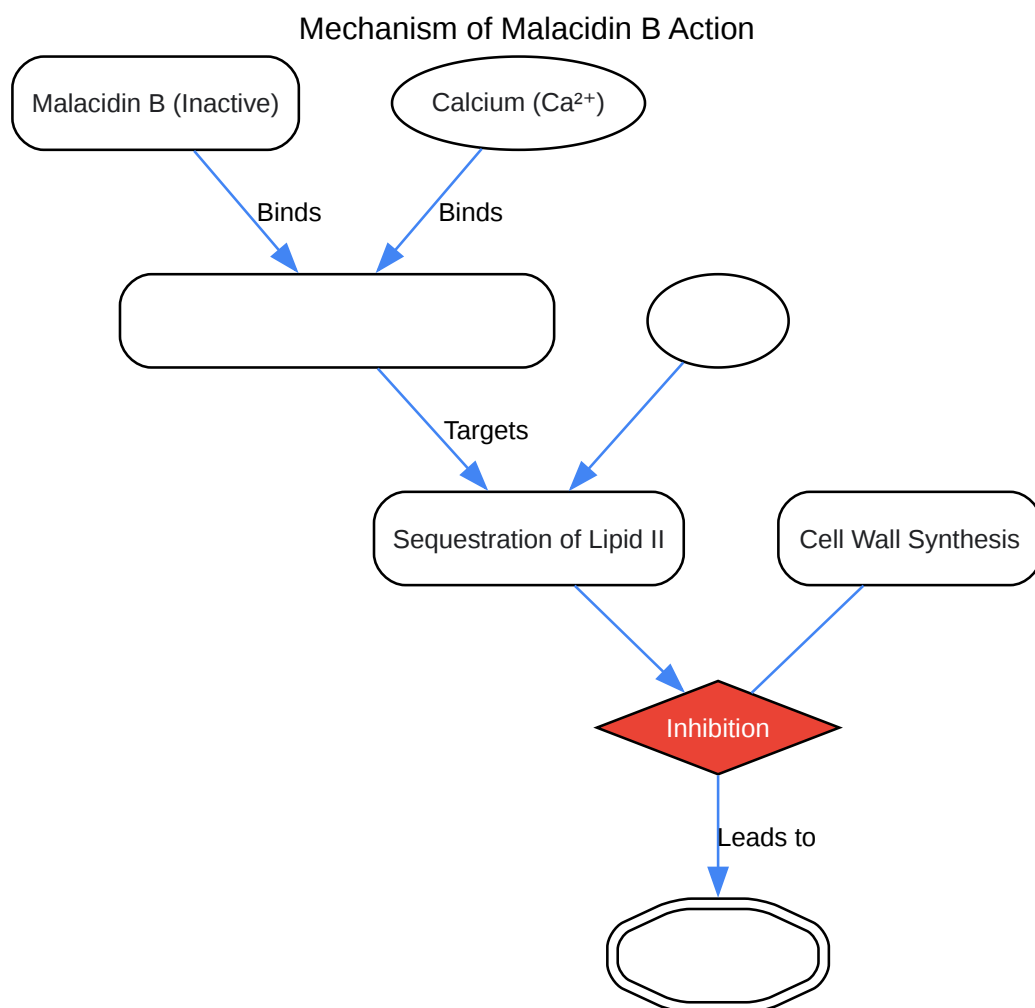 Mechanism of Malacidin B Action
Malacidin B (Inactive)
Calcium (Ca²⁺)
Binds
Binds
Targets
Sequestration of Lipid II
Cell Wall Synthesis
Inhibition
Leads to